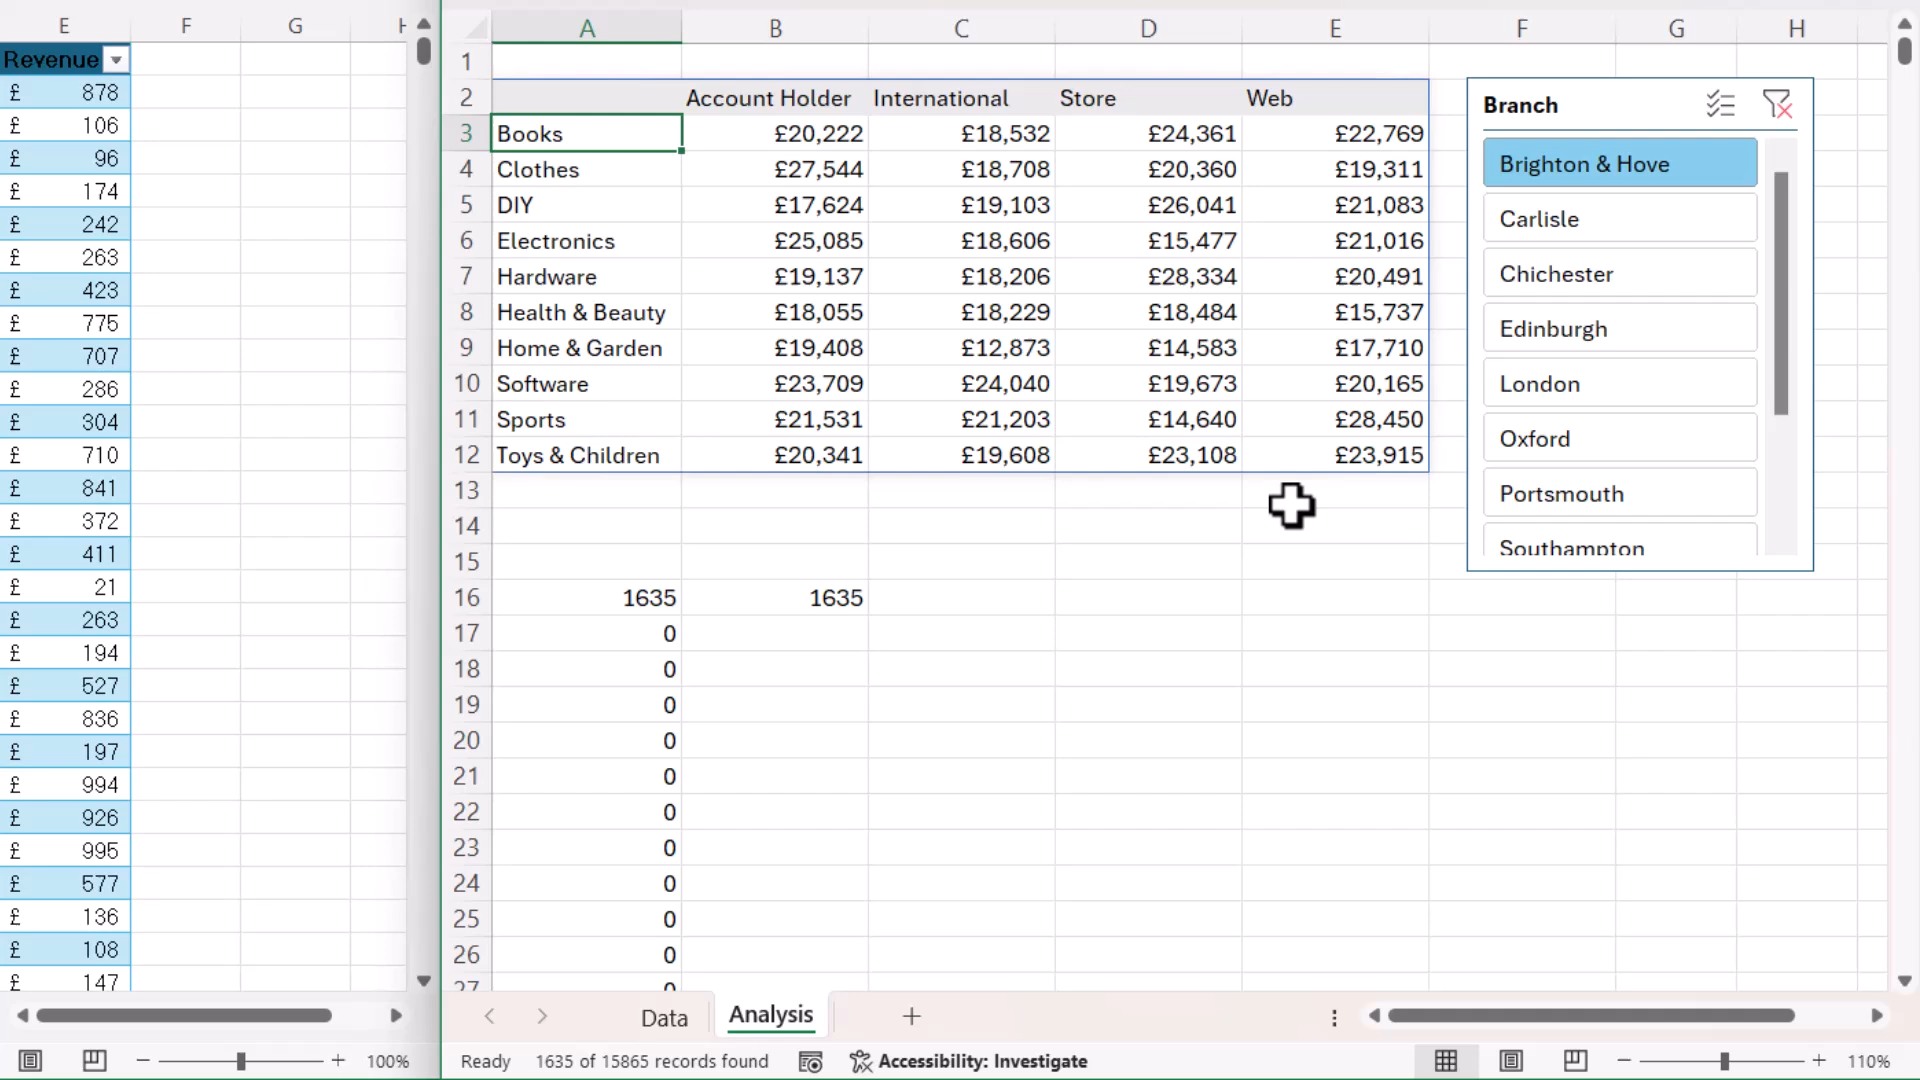 E F G H
Revenue
£ 878
£ 106
£ 96
£ 174
£ 242
£ 263
£ 423
£ 775
£ 707
£ 286
£ 304
£ 710
£ 841
£ 372
£ 411
£ 21
£ 263
£ 194
£ 527
£ 836
£ 197
£ 994
£ 926
£ 995
£ 577
£ 136
£ 108
£ 147
100%
A B C D E F G H
1
2 Account Holder International Store Web
3 Books £20,222 £18,532 £24,361 £22,769
4 Clothes £27,544 £18,708 £20,360 £19,311
5 DIY £17,624 £19,103 £26,041 £21,083
6 Electronics £25,085 £18,606 £15,477 £21,016
7 Hardware £19,137 £18,206 £28,334 £20,491
8 Health & Beauty £18,055 £18,229 £18,484 £15,737
9 Home & Garden £19,408 £12,873 £14,583 £17,710
10 Software £23,709 £24,040 £19,673 £20,165
11 Sports £21,531 £21,203 £14,640 £28,450
12 Toys & Children £20,341 £19,608 £23,108 £23,915
13
14
15
16 1635 1635
17 0
18 0
19 0
20 0
21 0
22 0
23 0
24 0
25 0
26 0
27 0
Branch
Brighton & Hove
Carlisle
Chichester
Edinburgh
London
Oxford
Portsmouth
Southampton
Data Analysis
Ready 1635 of 15865 records found Accessibility: Investigate 110%